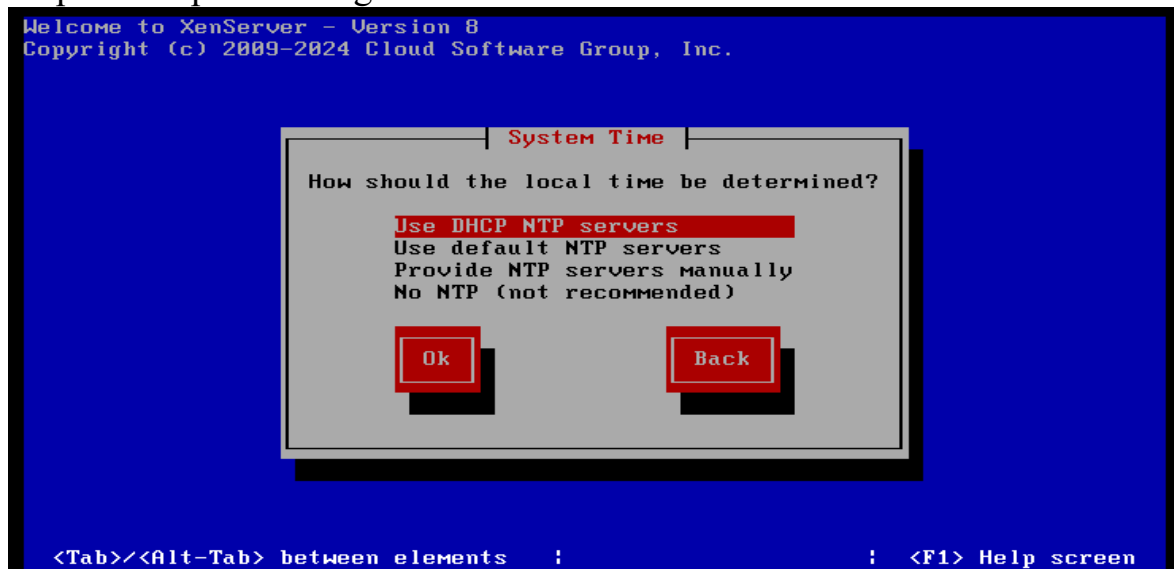 Welcome to XenServer - Version 8
Copyright (c) 2009-2024 Cloud Software Group, Inc.
System Time
How should the local time be determined?
Use DHCP NTP servers
Use default NTP servers
Provide NTP servers manually
No NTP (not recommended)
Ok Back
<Tab>/<Alt-Tab> between elements ¦ ¦ <F1> Help screen